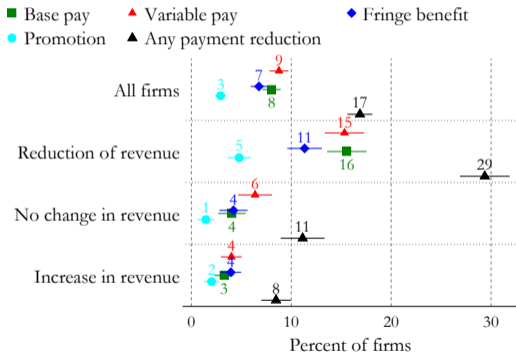 Base pay Variable pay Fringe benefit
Promotion Any payment reduction
9
7
3
8
All firms
17
15
11
5
Reduction of revenue
16
29
6
4
1
No change in revenue
4
11
4
4
2
Increase in revenue
3
8
0 10 20 30
Percent of firms